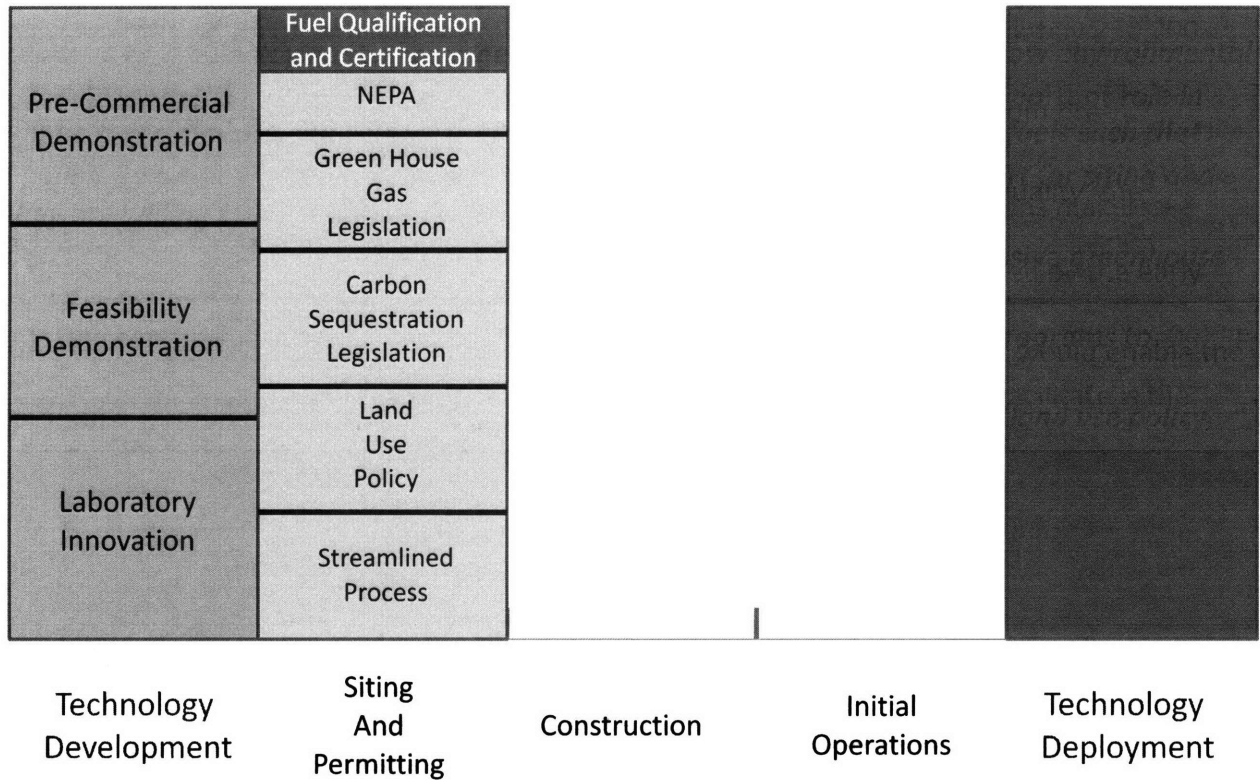 Fuel Qualification
and Certification
Pre-Commercial
Demonstration
NEPA
Green House
Gas
Legislation
Feasibility
Demonstration
Carbon
Sequestration
Legislation
Land
Use
Policy
Laboratory
Innovation
Streamlined
Process
Technology
Development
Siting
And
Permitting
Construction
Initial
Operations
Technology
Deployment